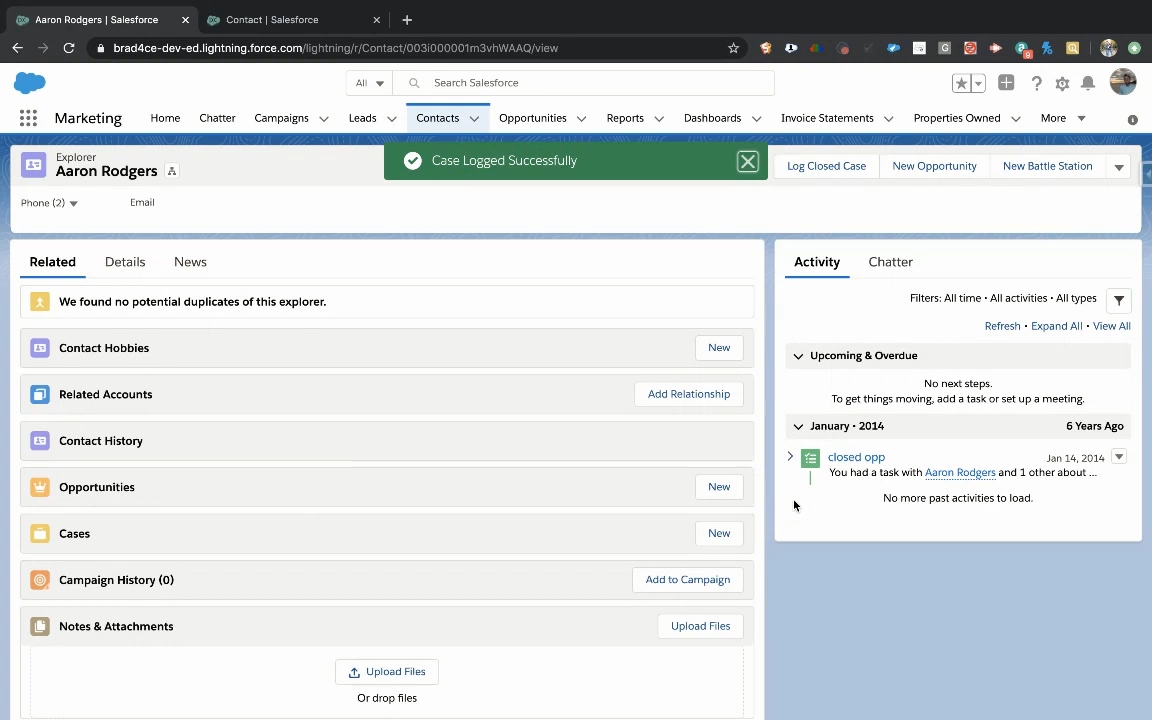 Aaron Rodgers | Salesforce
Contact | Salesforce
brad4ce-dev-ed.lightning.force.com/lightning/r/Contact/003i000001m3vhWAAQ/view
9
All
Search Salesforce
Marketing
Home
Chatter
Campaigns
Leads
Contacts
Opportunities
Reports
Dashboards
Invoice Statements
Properties Owned
More
Explorer
Aaron Rodgers
Case Logged Successfully
Log Closed Case
New Opportunity
New Battle Station
Phone (2)
Email
Related
Details
News
We found no potential duplicates of this explorer.
Contact Hobbies
New
Related Accounts
Add Relationship
Contact History
Opportunities
New
Cases
New
Campaign History (0)
Add to Campaign
Notes & Attachments
Upload Files
Upload Files
Or drop files
Activity
Chatter
Filters: All time • All activities • All types
Refresh • Expand All • View All
Upcoming & Overdue
No next steps.
To get things moving, add a task or set up a meeting.
January • 2014
6 Years Ago
closed opp
Jan 14, 2014
You had a task with Aaron Rodgers and 1 other about ...
No more past activities to load.